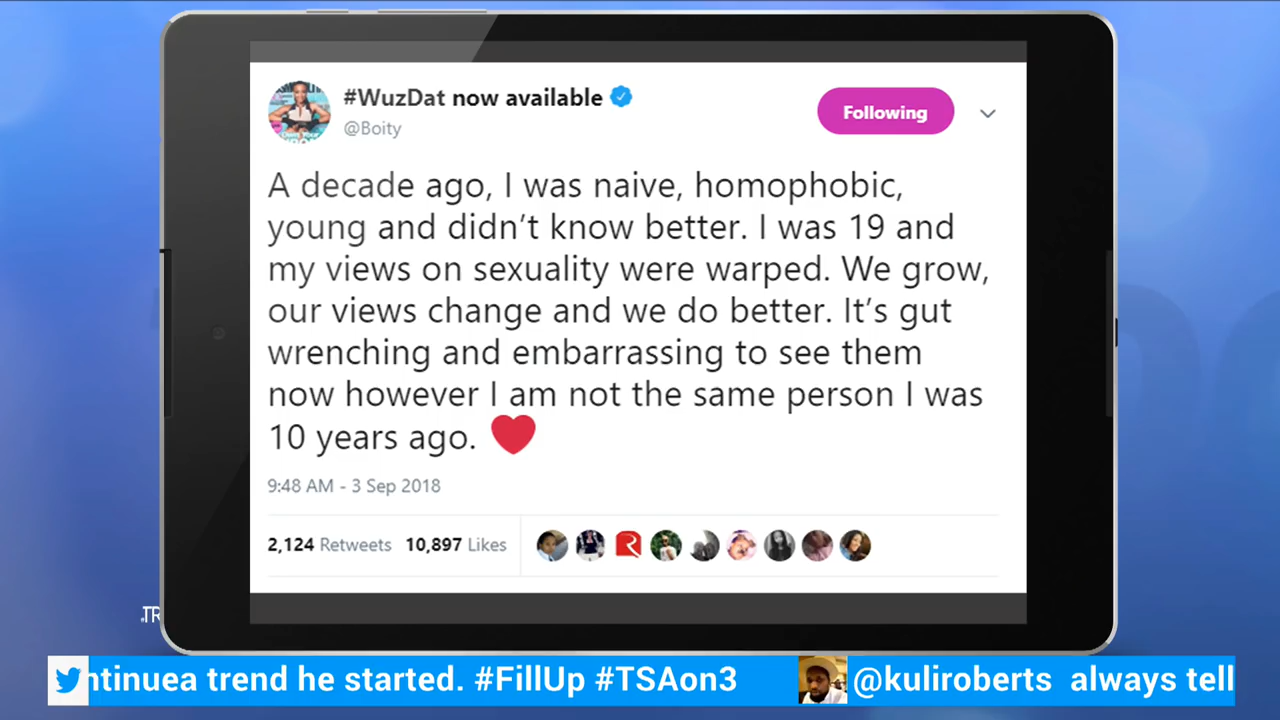 #WuzDat now available
@Boity
Following
A decade ago, I was naive, homophobic,
young and didn't know better. I was 19 and
my views on sexuality were warped. We grow,
our views change and we do better. It's gut
wrenching and embarrassing to see them
now however I am not the same person I was
10 years ago. ❤
9:48 AM - 3 Sep 2018
2,124 Retweets 10,897 Likes
TR
ntinuea trend he started. #FillUp #TSAon3 @kuliroberts always tell